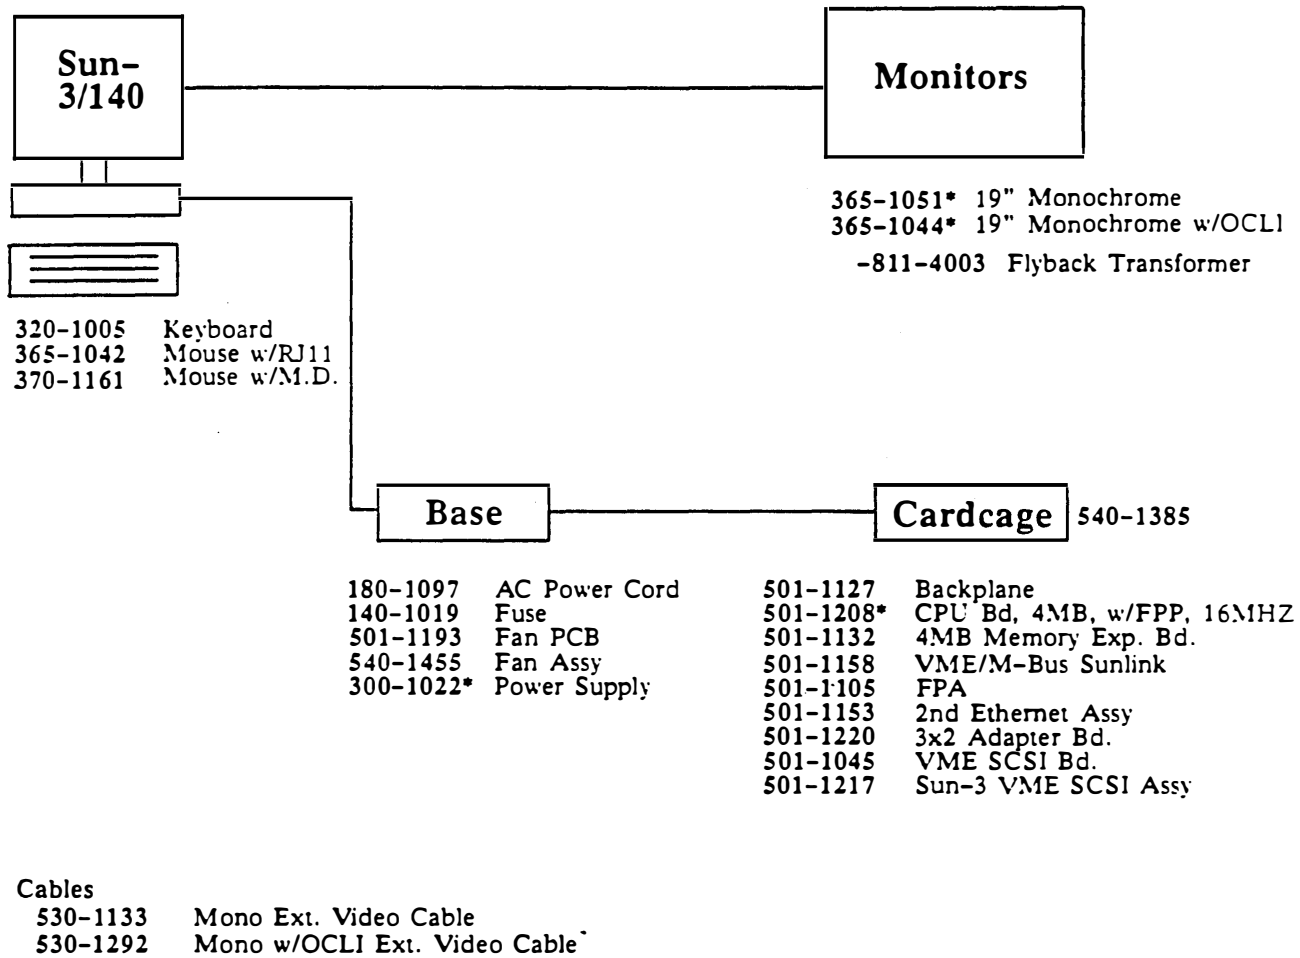 Sun-
3/140
Monitors
365-1051* 19" Monochrome
365-1044* 19" Monochrome w/OCLI
-811-4003 Flyback Transformer
320-1005 Keyboard
365-1042 Mouse w/RJ11
370-1161 Mouse w/M.D.
Base
Cardcage 540-1385
180-1097 AC Power Cord
140-1019 Fuse
501-1193 Fan PCB
540-1455 Fan Assy
300-1022* Power Supply
501-1127 Backplane
501-1208* CPU Bd, 4MB, w/FPP, 16MHZ
501-1132 4MB Memory Exp. Bd.
501-1158 VME/M-Bus Sunlink
501-1105 FPA
501-1153 2nd Ethernet Assy
501-1220 3x2 Adapter Bd.
501-1045 VME SCSI Bd.
501-1217 Sun-3 VME SCSI Assy
Cables
530-1133 Mono Ext. Video Cable
530-1292 Mono w/OCLI Ext. Video Cable